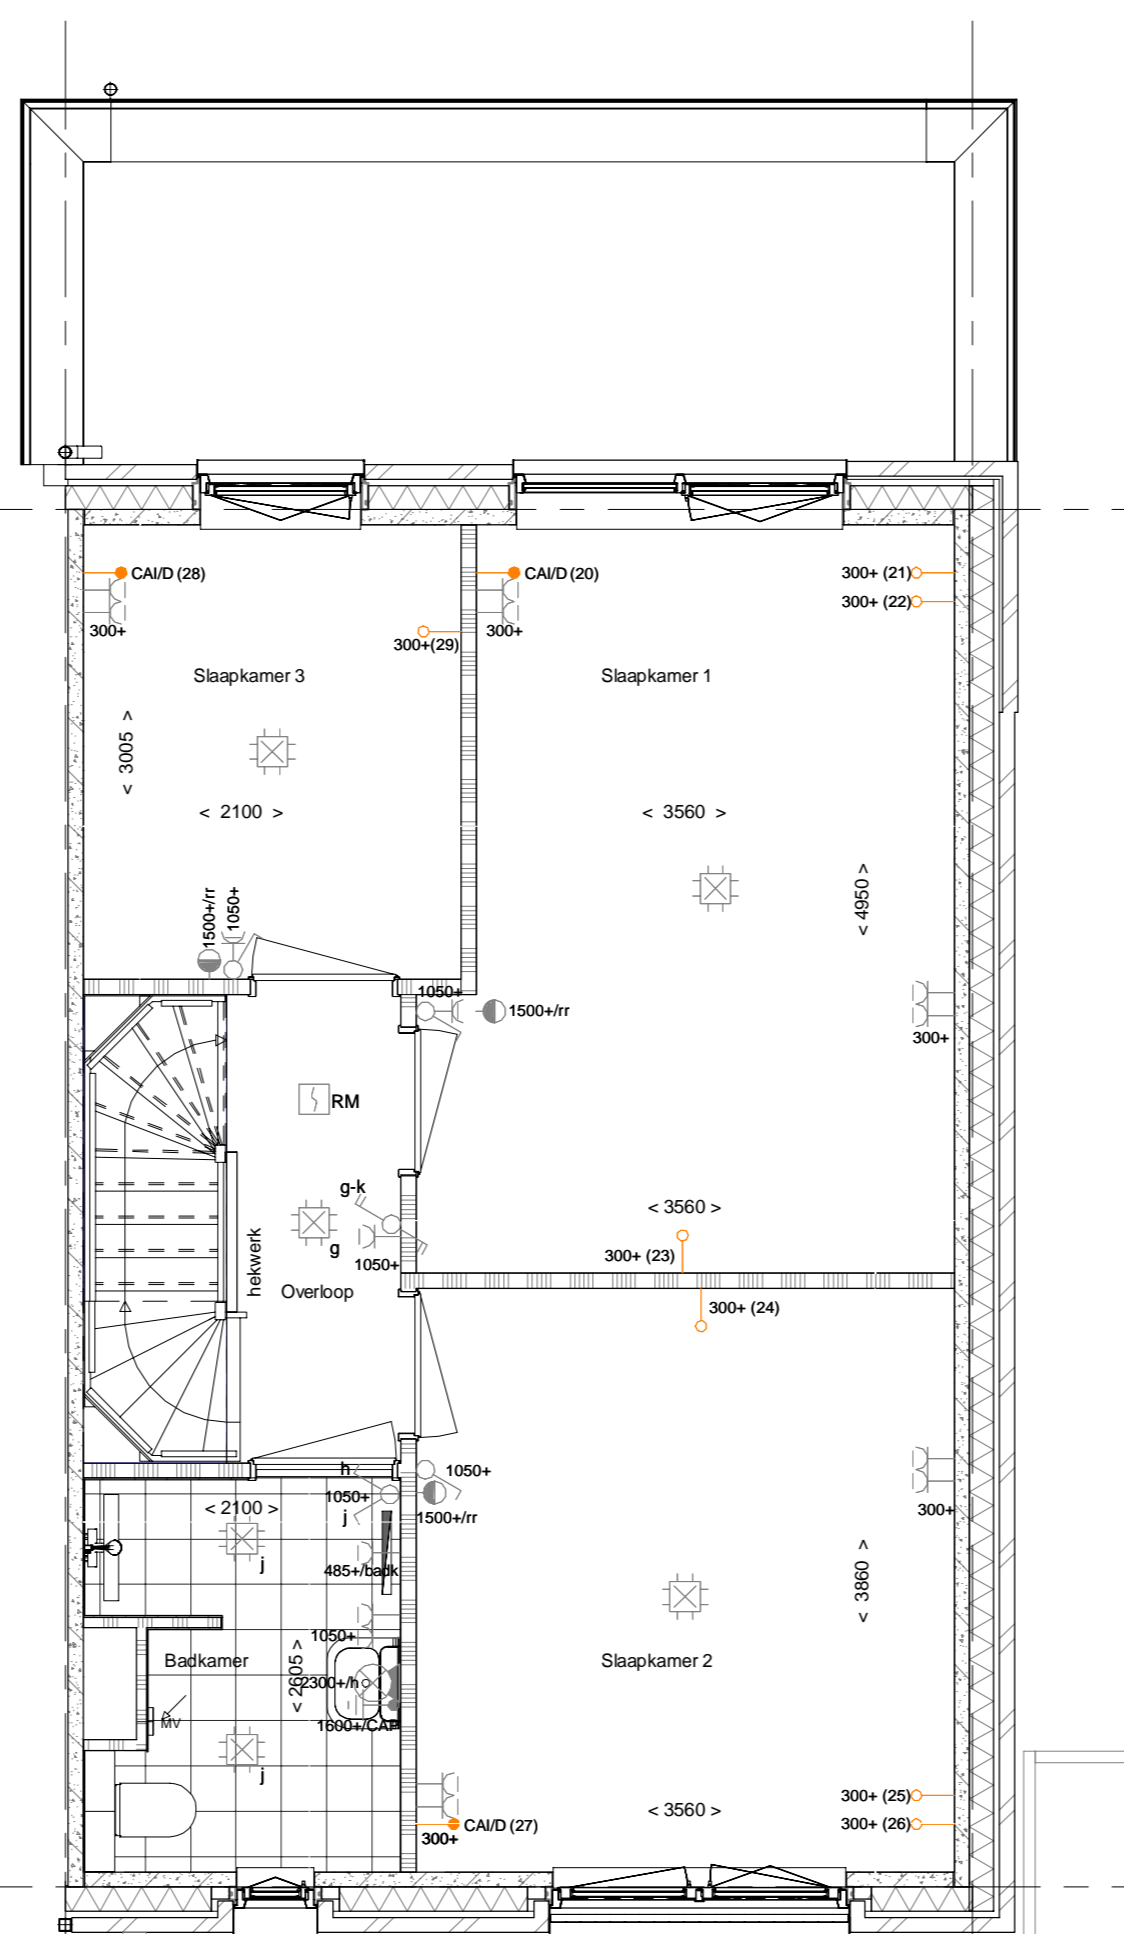 CAI/D (28)
300+
CAI/D (20)
300+
300+ (21)
300+ (22)
300+(29)
Slaapkamer 3
Slaapkamer 1
< 3005 >
< 2100 >
< 3560 >
< 4950 >
1500+/rr
1050+
1050+
1500+/rr
300+
RM
g-k
g
1050+
hekwerk
Overloop
< 3560 >
300+ (23)
300+ (24)
h
1050+
j
1050+
1500+/rr
300+
< 2100 >
j
485+/badk
< 3860 >
1050+
Badkamer
< 2605 >
2300+/h
Slaapkamer 2
MV
1600+/CAP
j
300+ (25)
300+ (26)
< 3560 >
CAI/D (27)
300+